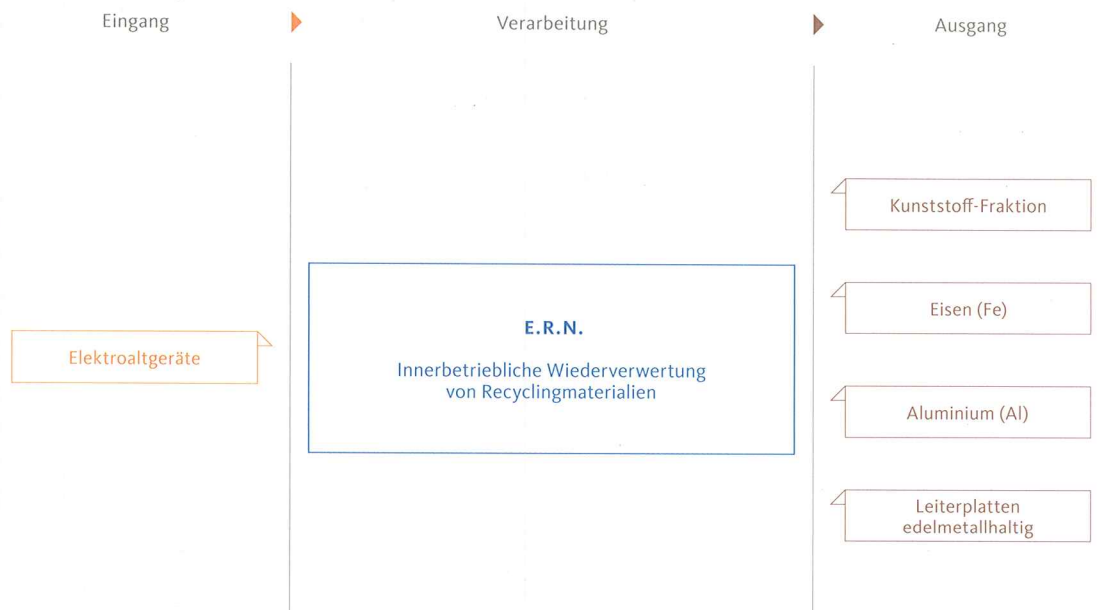 Eingang
Verarbeitung
Ausgang
Elektroaltgeräte
E.R.N.
Innerbetriebliche Wiederverwertung
von Recyclingmaterialien
Kunststoff-Fraktion
Eisen (Fe)
Aluminium (Al)
Leiterplatten
edelmetallhaltig